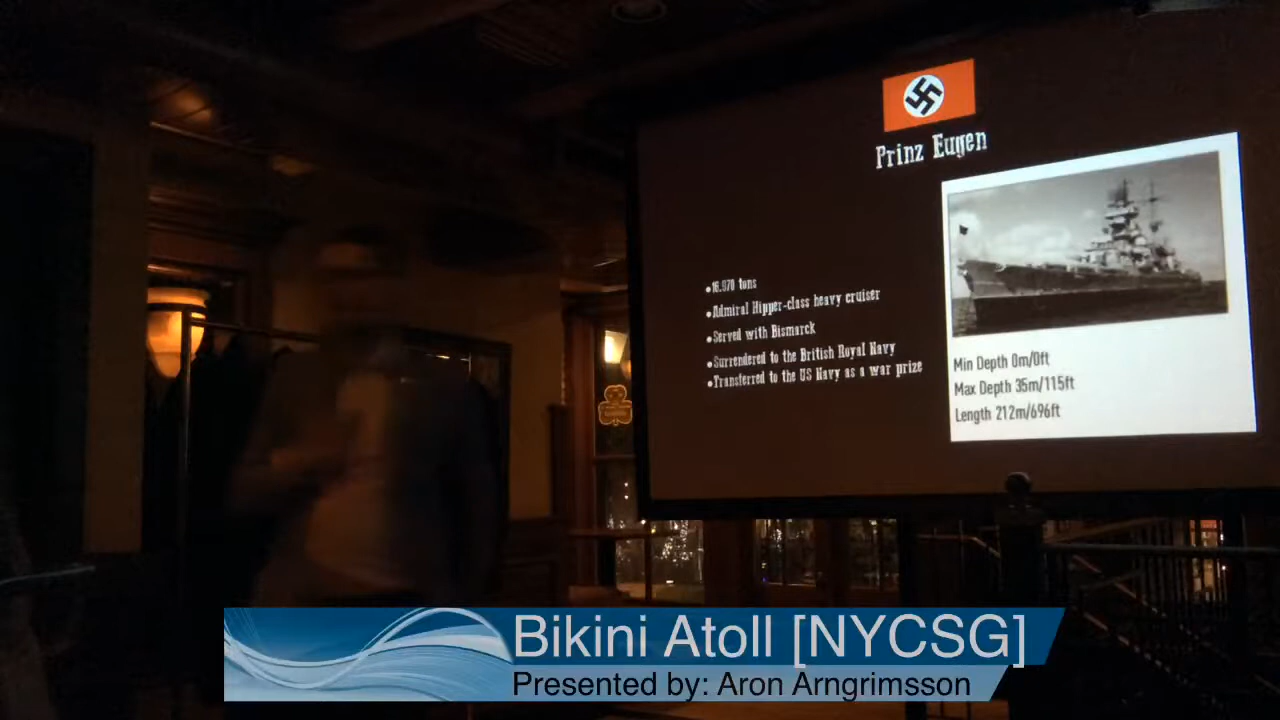 Prinz Eugen
•16.970 tons
•Admiral Hipper-class heavy cruiser
•Served with Bismarck
•Surrendered to the British Royal Navy
•Transferred to the US Navy as a war prize
Min Depth 0m/0ft
Max Depth 35m/115ft
Length 212m/696ft
Bikini Atoll [NYCSG]
Presented by: Aron Arngrimsson